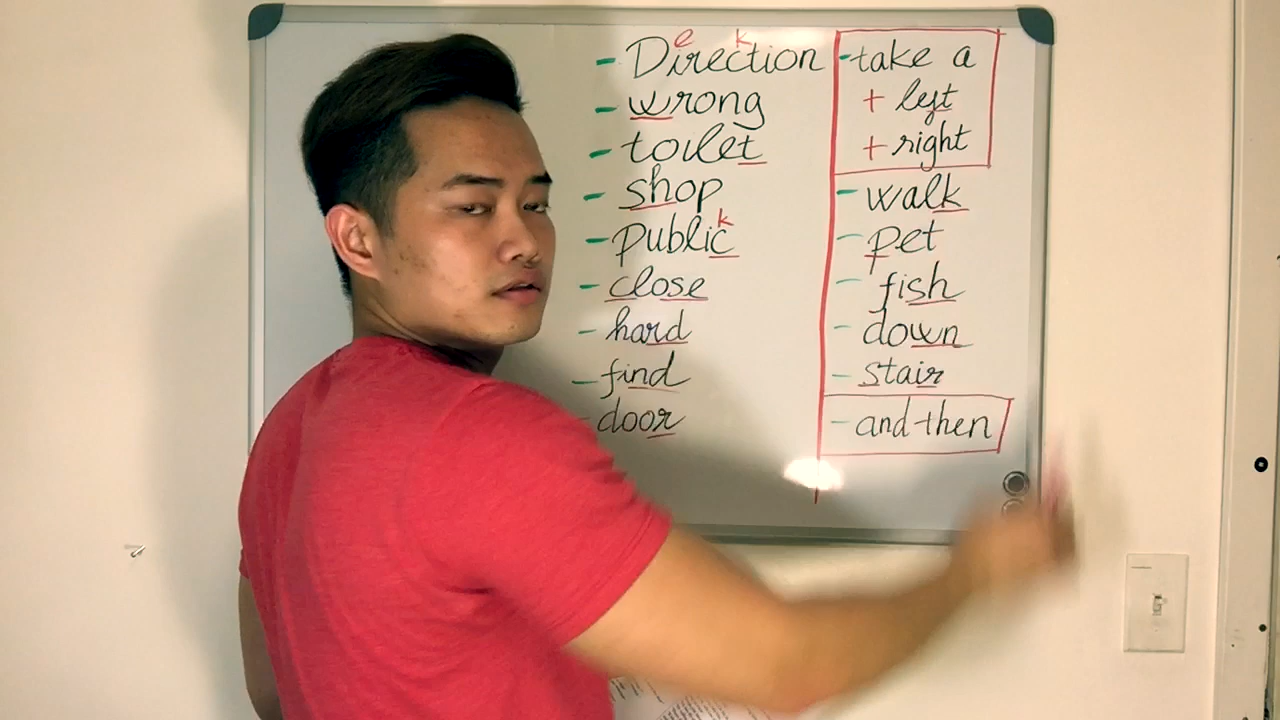 e k
- Direction
- wrong
- toilet
- shop
k
- public
- close
- hard
- find
- door
- take a
+ left
+ right
- walk
- pet
fish
- down
- stair
- and then